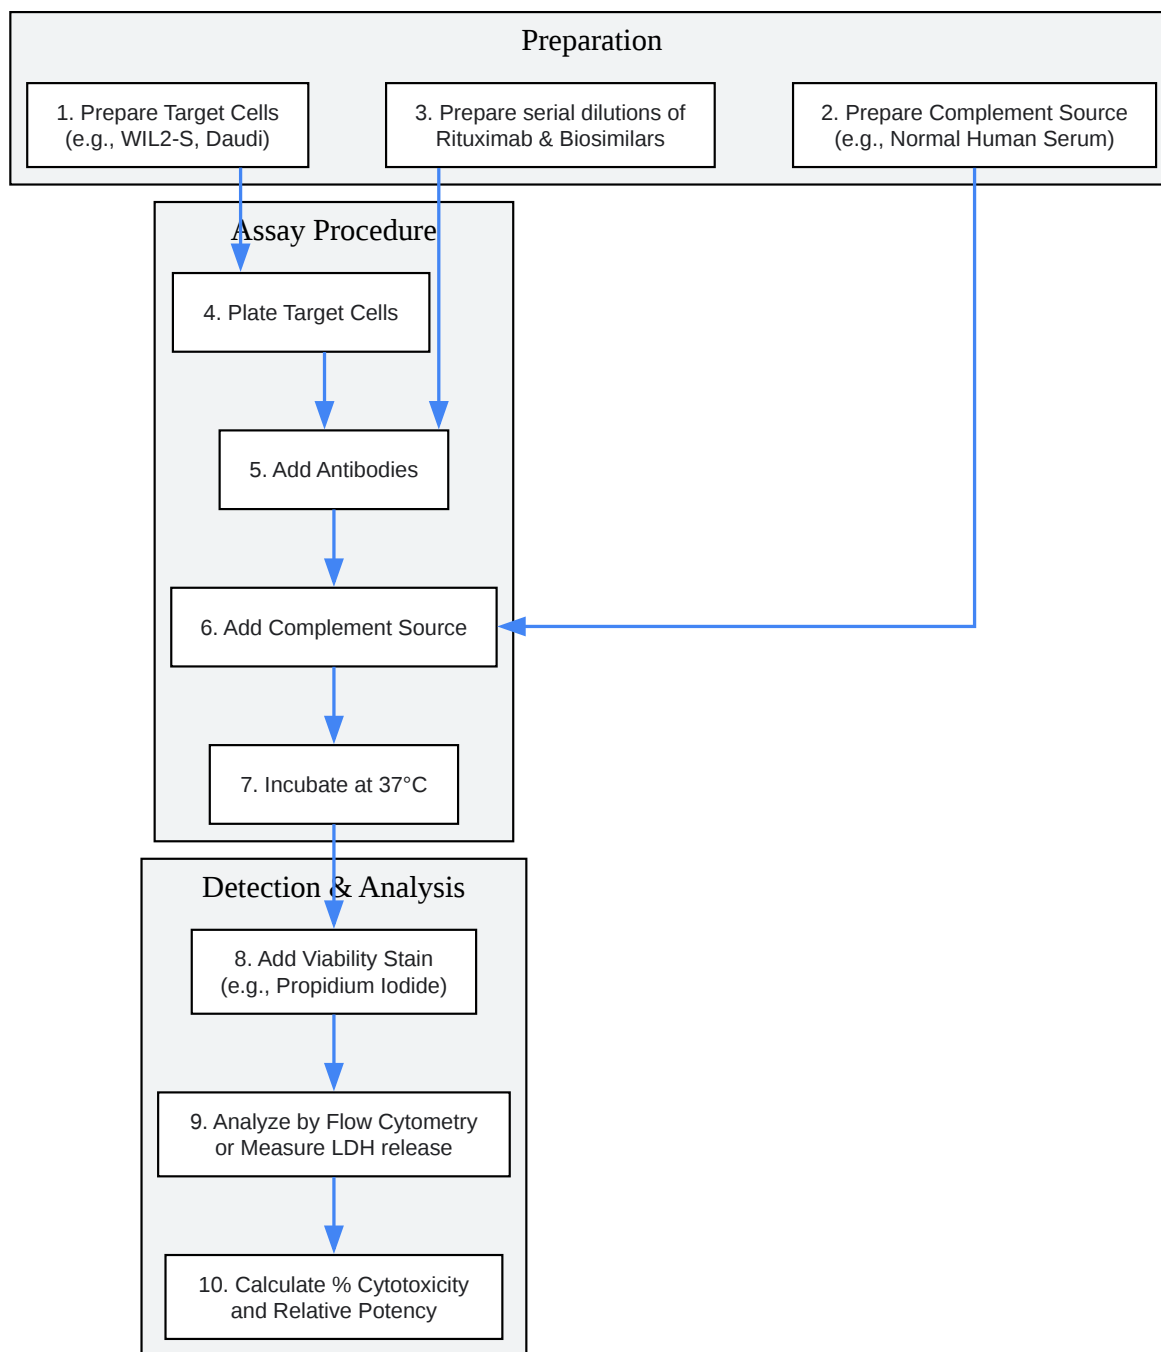 Preparation
1. Prepare Target Cells
(e.g., WIL2-S, Daudi)
3. Prepare serial dilutions of
Rituximab & Biosimilars
2. Prepare Complement Source
(e.g., Normal Human Serum)
Assay Procedure
4. Plate Target Cells
5. Add Antibodies
6. Add Complement Source
7. Incubate at 37°C
Detection & Analysis
8. Add Viability Stain
(e.g., Propidium Iodide)
9. Analyze by Flow Cytometry
or Measure LDH release
10. Calculate % Cytotoxicity
and Relative Potency